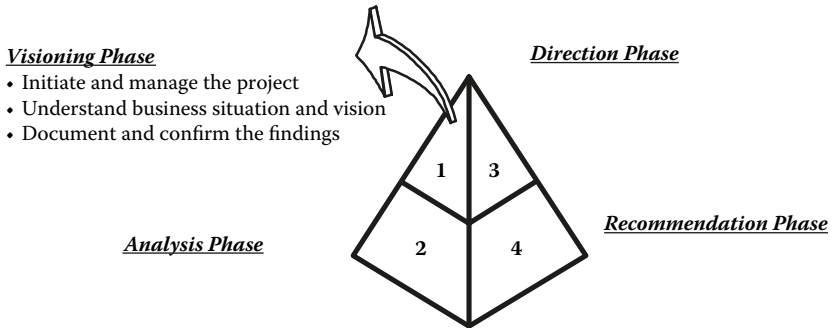 Visioning Phase
• Initiate and manage the project
• Understand business situation and vision
• Document and confirm the findings
Direction Phase
1
3
Analysis Phase
2
4
Recommendation Phase